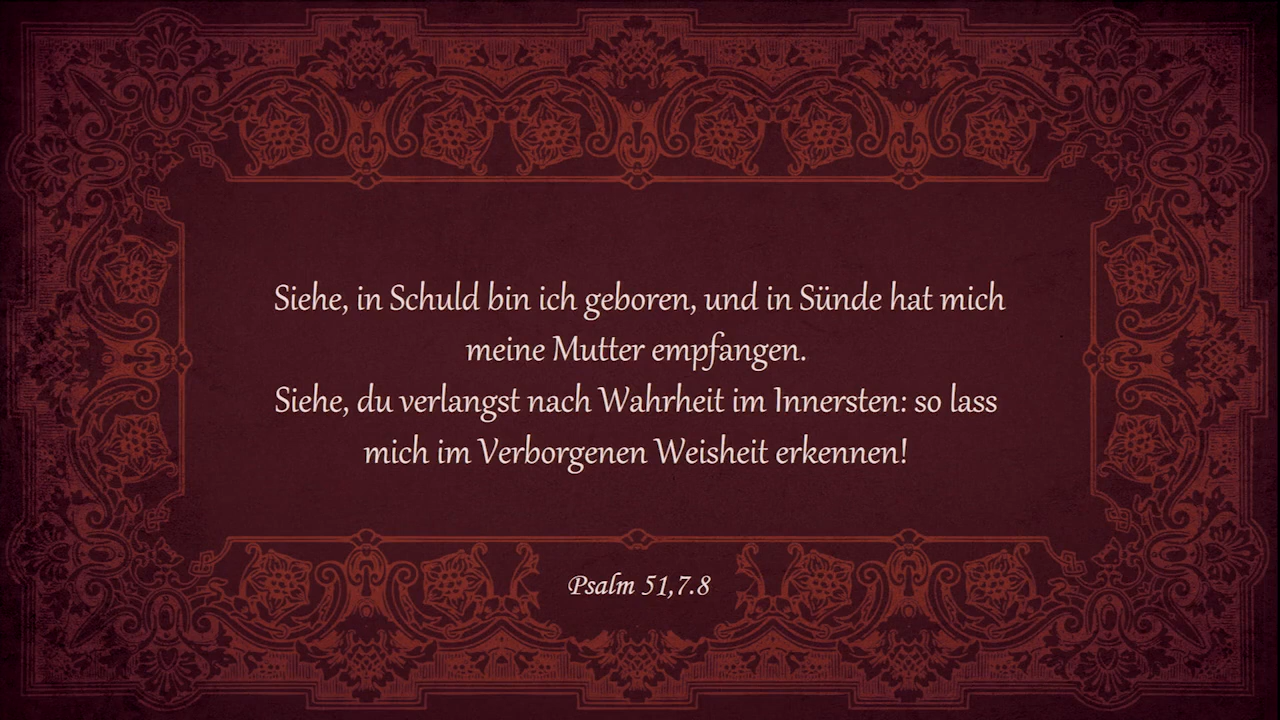 Siehe, in Schuld bin ich geboren, und in Sünde hat mich
meine Mutter empfangen.
Siehe, du verlangst nach Wahrheit im Innersten: so lass
mich im Verborgenen Weisheit erkennen!
Psalm 51,7.8